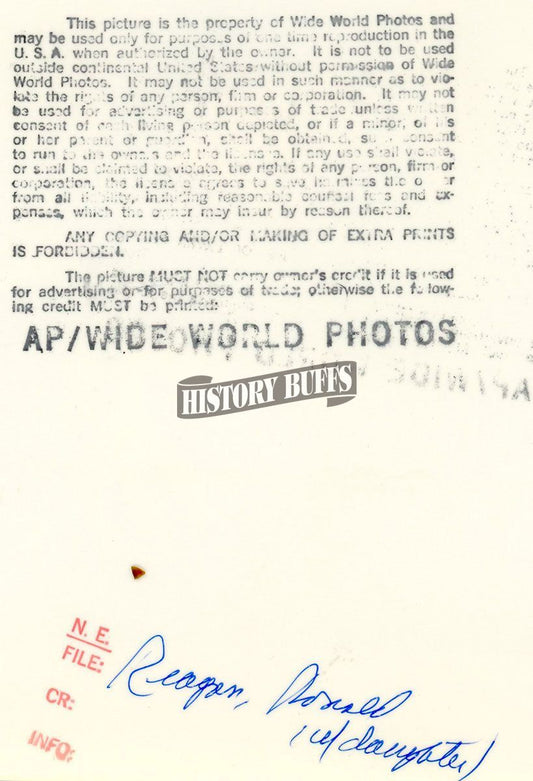 This picture is the property of Wide World Photos and
may be used only for purposes of one time reproduction in the
U. S. A. when authorized by the owner. It is not to be used
outside continental United States without permission of Wide
World Photos. It may not be used in such manner as to vio-
late the rights of any person, firm or corporation. It may not
be used for advertising or purposes of trade unless written
consent of each living person depicted, or if a minor, of his
or her parent or guardian, shall be obtained, such consent
to run to the owners and the licensee. If any use shall violate,
or shall be claimed to violate, the rights of any person, firm or
corporation, the licensee agrees to save harmless the owner
from all liability, including reasonable counsel fees and ex-
penses, which the owner may insur by reason thereof.
ANY COPYING AND/OR MAKING OF EXTRA PRINTS
IS FORBIDDEN.
The picture MUST NOT carry owner's credit if it is used
for advertising or for purposes of trade; otherwise the follow-
ing credit MUST be printed:
AP/WIDE WORLD PHOTOS
AP/WIDE WORLD PHOTOS
HISTORY BUFFS
N. E.
FILE:
CR:
INFO:
Reagan, Ronald
(w/daughter)